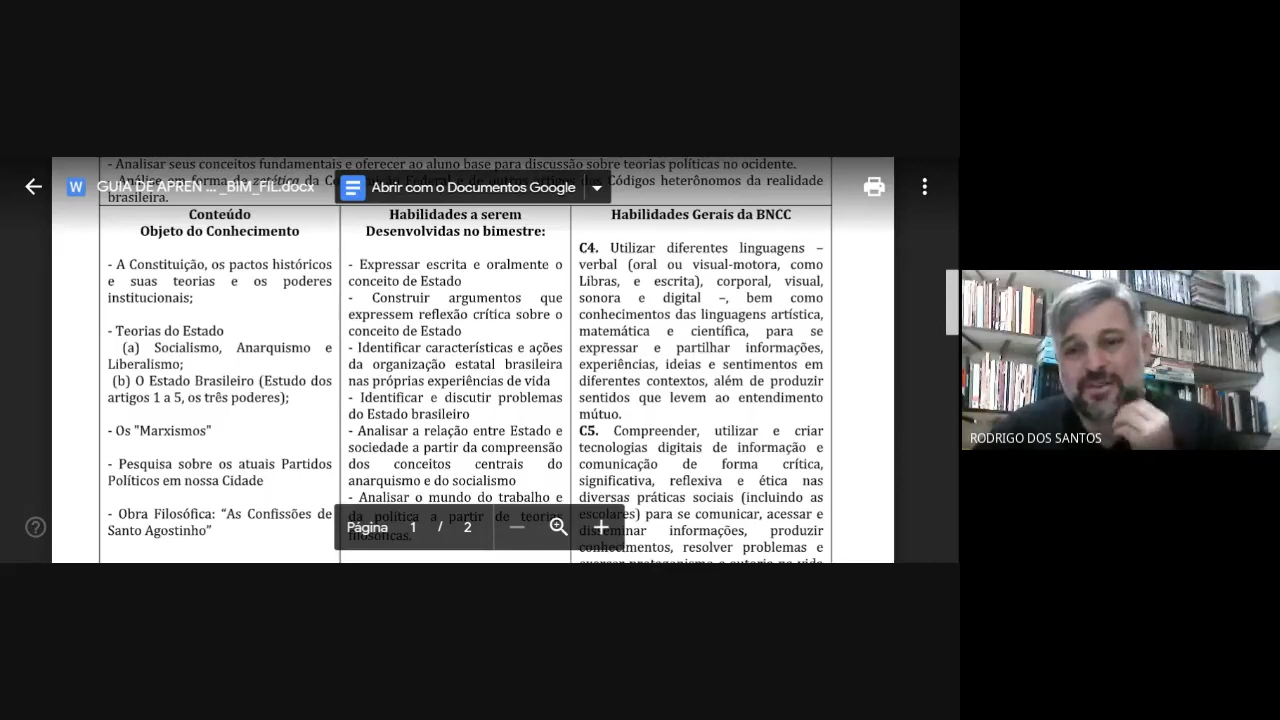 - Analisar seus conceitos fundamentais e oferecer ao aluno base para discussão sobre teorias políticas no ocidente.
- Análise em forma de zetética da Co
Códigos heterônomos da realidade
brasileira.
GUIA DE APREN ... _BIM_FIL.docx
Abrir com o Documentos Google
Conteúdo
Objeto do Conhecimento
- A Constituição, os pactos históricos
e suas teorias e os poderes
institucionais;
- Teorias do Estado
(a) Socialismo, Anarquismo e
Liberalismo;
(b) O Estado Brasileiro (Estudo dos
artigos 1 a 5, os três poderes);
- Os "Marxismos"
- Pesquisa sobre os atuais Partidos
Políticos em nossa Cidade
- Obra Filosófica: “As Confissões de
Santo Agostinho”
Habilidades a serem
Desenvolvidas no bimestre:
- Expressar escrita e oralmente o
conceito de Estado
- Construir argumentos que
expressem reflexão crítica sobre o
conceito de Estado
- Identificar características e ações
da organização estatal brasileira
nas próprias experiências de vida
- Identificar e discutir problemas
do Estado brasileiro
- Analisar a relação entre Estado e
sociedade a partir da compreensão
dos conceitos centrais do
anarquismo e do socialismo
- Analisar o mundo do trabalho e
da política a partir de teorias
filosóficas.
Habilidades Gerais da BNCC
C4. Utilizar diferentes linguagens –
verbal (oral ou visual-motora, como
Libras, e escrita), corporal, visual,
sonora e digital –, bem como
conhecimentos das linguagens artística,
matemática e científica, para se
expressar e partilhar informações,
experiências, ideias e sentimentos em
diferentes contextos, além de produzir
sentidos que levem ao entendimento
mútuo.
C5. Compreender, utilizar e criar
tecnologias digitais de informação e
comunicação de forma crítica,
significativa, reflexiva e ética nas
diversas práticas sociais (incluindo as
escolares) para se comunicar, acessar e
disseminar informações, produzir
conhecimentos, resolver problemas e
Página 1 / 2
RODRIGO DOS SANTOS